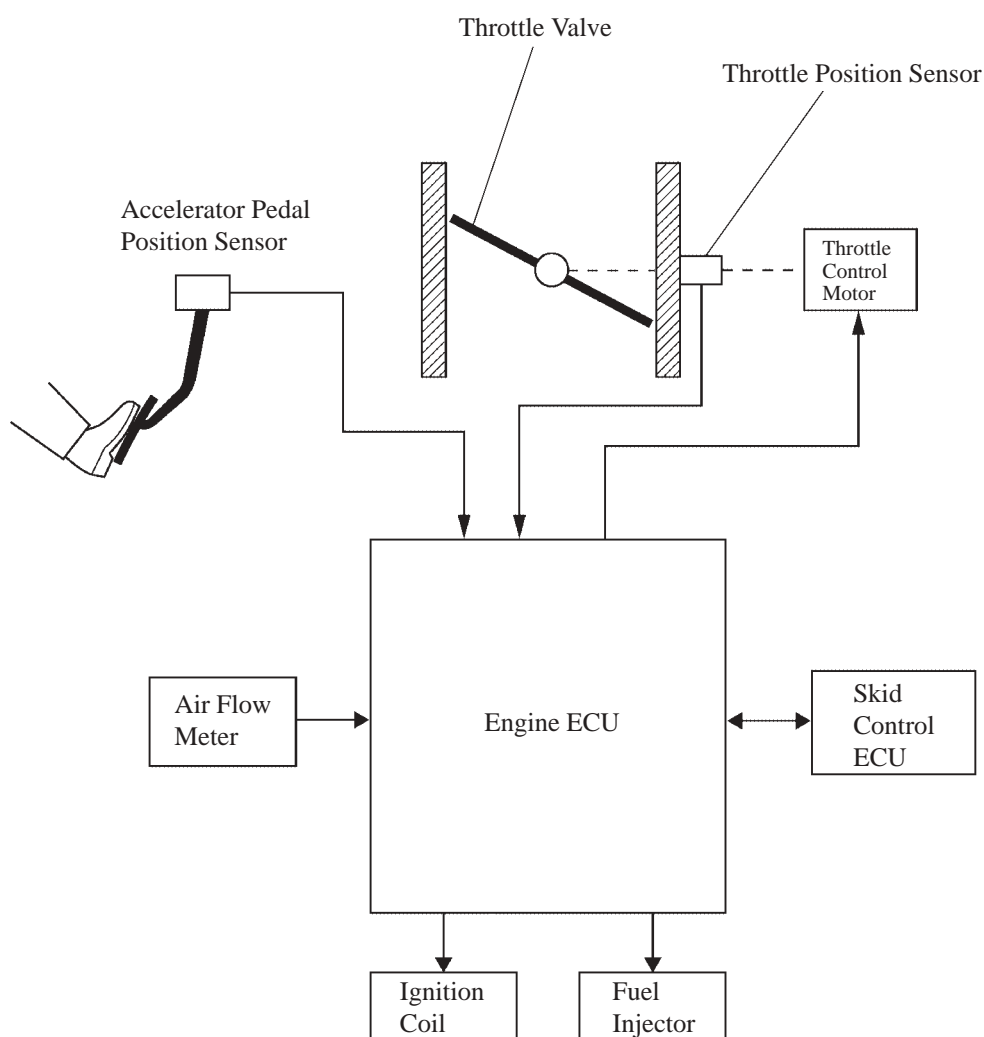 Throttle Valve
Throttle Position Sensor
Accelerator Pedal
Position Sensor
Throttle
Control
Motor
Air Flow
Meter
Engine ECU
Skid
Control
ECU
Ignition
Coil
Fuel
Injector